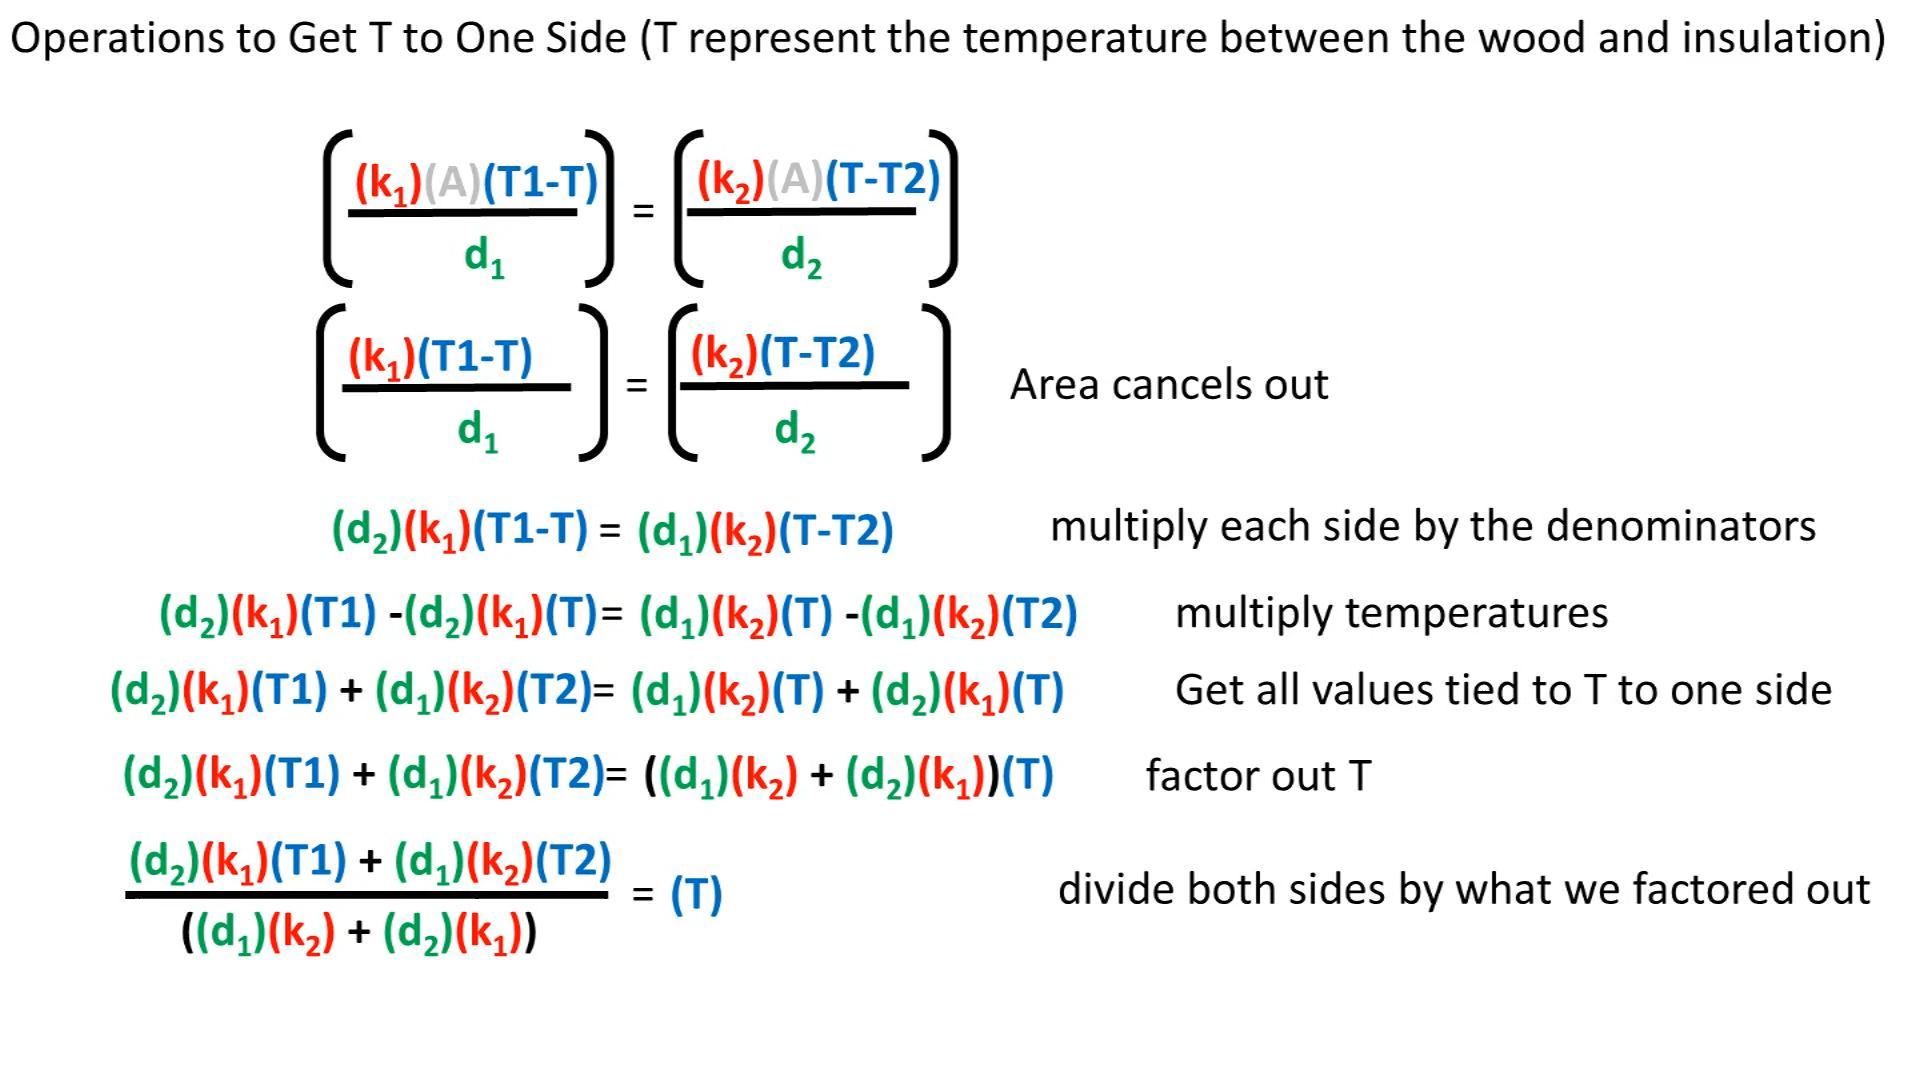 Operations to Get T to One Side (T represent the temperature between the wood and insulation)
(k₁)(A)(T1-T) / d₁ = (k₂)(A)(T-T2) / d₂
(k₁)(T1-T) / d₁ = (k₂)(T-T2) / d₂ Area cancels out
(d₂)(k₁)(T1-T) = (d₁)(k₂)(T-T2) multiply each side by the denominators
(d₂)(k₁)(T1) -(d₂)(k₁)(T)= (d₁)(k₂)(T) -(d₁)(k₂)(T2) multiply temperatures
(d₂)(k₁)(T1) + (d₁)(k₂)(T2)= (d₁)(k₂)(T) + (d₂)(k₁)(T) Get all values tied to T to one side
(d₂)(k₁)(T1) + (d₁)(k₂)(T2)= ((d₁)(k₂) + (d₂)(k₁))(T) factor out T
(d₂)(k₁)(T1) + (d₁)(k₂)(T2) / ((d₁)(k₂) + (d₂)(k₁)) = (T) divide both sides by what we factored out